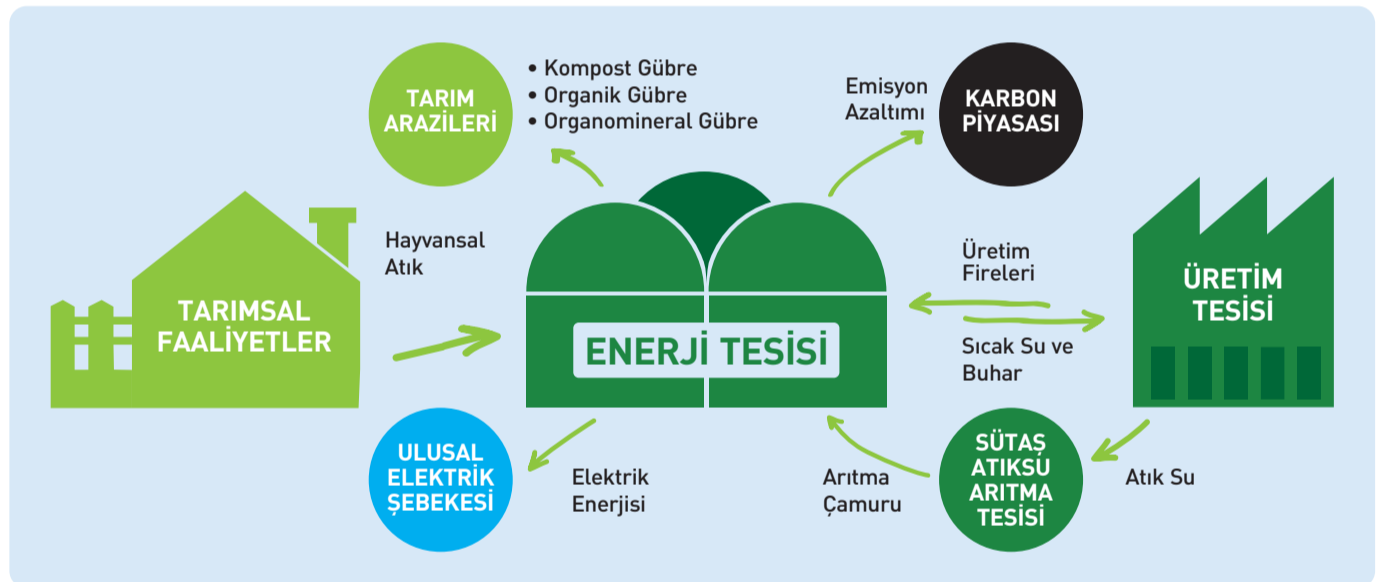 TARIM
ARAZİLERİ
• Kompost Gübre
• Organik Gübre
• Organomineral Gübre
Emisyon
Azaltımı
KARBON
PİYASASI
TARIMSAL
FAALİYETLER
Hayvansal
Atık
ENERJİ TESİSİ
Üretim
Fireleri
Sıcak Su ve
Buhar
ÜRETİM
TESİSİ
ULUSAL
ELEKTRİK
ŞEBEKESİ
Elektrik
Enerjisi
Arıtma
Çamuru
SÜTAŞ
ATIKSU
ARITMA
TESİSİ
Atık Su